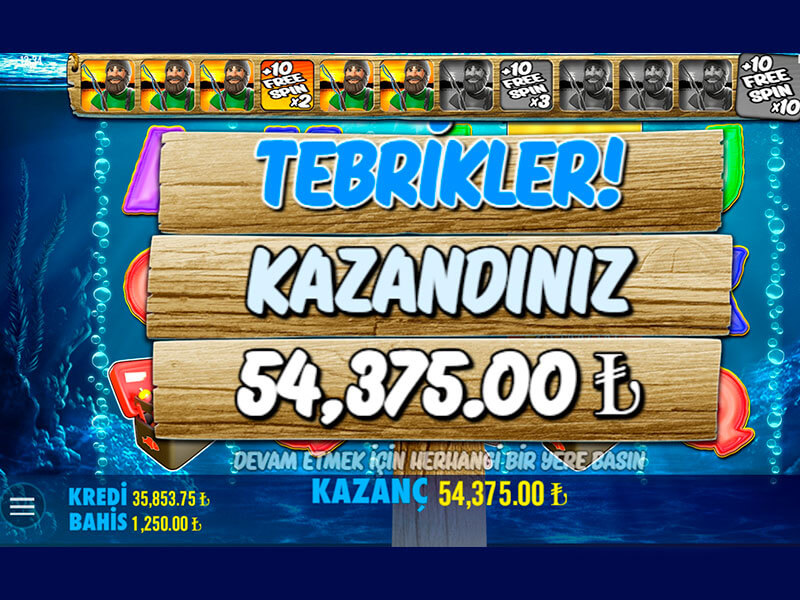 +10
FREE
SPIN
x2
+10
FREE
SPIN
x3
+10
FREE
SPIN
x10
TEBRİKLER!
KAZANDINIZ
54,375.00 ₺
DEVAM ETMEK İÇİN HERHANGİ BİR YERE BASIN
KREDİ 35,853.75 ₺
BAHİS 1,250.00 ₺
KAZANÇ 54,375.00 ₺